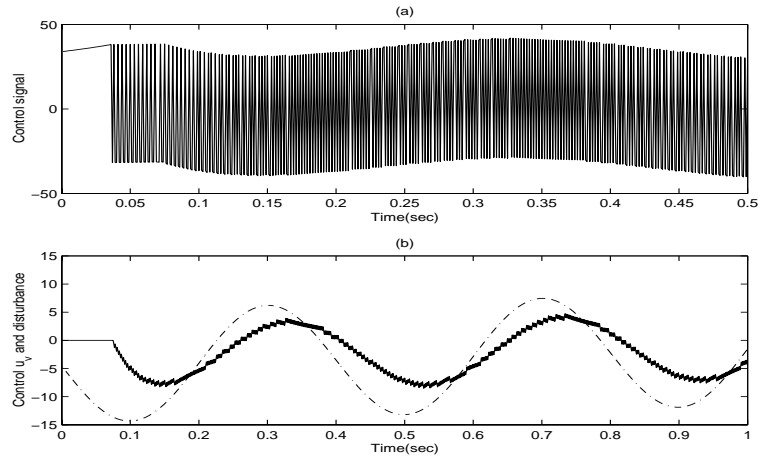 (a)
Control signal
50
0
−50
0 0.05 0.1 0.15 0.2 0.25 0.3 0.35 0.4 0.45 0.5
Time(sec)
(b)
Control u_v and disturbance
15
10
5
0
−5
−10
−15
0 0.1 0.2 0.3 0.4 0.5 0.6 0.7 0.8 0.9 1
Time(sec)